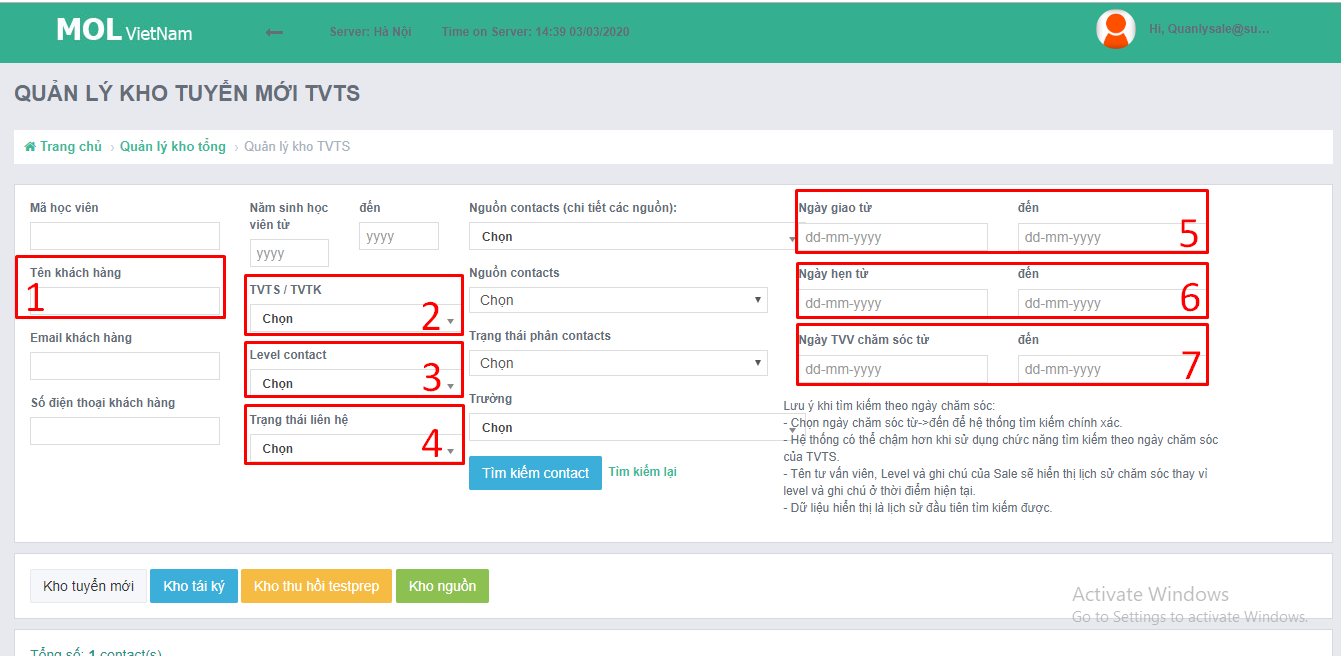 MOL VietNam
Server: Hà Nội
Time on Server: 14:39 03/03/2020
Hi, Quanlysale@su...
QUẢN LÝ KHO TUYỂN MỚI TVTS
Trang chủ › Quản lý kho tổng › Quản lý kho TVTS
Mã học viên
Tên khách hàng
1
Email khách hàng
Số điện thoại khách hàng
Năm sinh học
viên từ
yyyy
đến
yyyy
TVTS / TVTK
Chọn
2
Level contact
Chọn
3
Trạng thái liên hệ
Chọn
4
Nguồn contacts (chi tiết các nguồn):
Chọn
Nguồn contacts
Chọn
Trạng thái phân contacts
Chọn
Trường
Chọn
Tìm kiếm contact
Tìm kiếm lại
Ngày giao từ
đến
dd-mm-yyyy
dd-mm-yyyy
5
Ngày hẹn từ
đến
dd-mm-yyyy
dd-mm-yyyy
6
Ngày TVV chăm sóc từ
đến
dd-mm-yyyy
dd-mm-yyyy
7
Lưu ý khi tìm kiếm theo ngày chăm sóc:
- Chọn ngày chăm sóc từ->đến để hệ thống tìm kiếm chính xác.
- Hệ thống có thể chậm hơn khi sử dụng chức năng tìm kiếm theo ngày chăm sóc
của TVTS.
- Tên tư vấn viên, Level và ghi chú của Sale sẽ hiển thị lịch sử chăm sóc thay vì
level và ghi chú ở thời điểm hiện tại.
- Dữ liệu hiển thị là lịch sử đầu tiên tìm kiếm được.
Kho tuyển mới
Kho tái ký
Kho thu hồi testprep
Kho nguồn
Activate Windows
Go to Settings to activate Windows.
Tổng số: 1 contact(s)